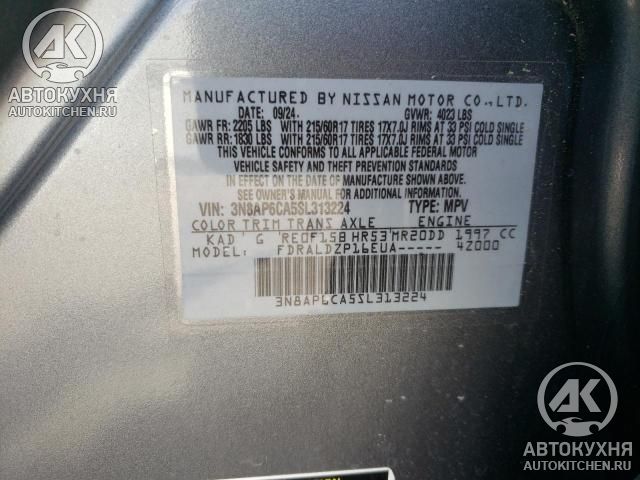 АК
АВТОКУХНЯ
AUTOKITCHEN.RU
MANUFACTURED BY NISSAN MOTOR CO.,LTD.
DATE: 09/24. GVWR: 4023 LBS
GAWR FR: 2205 LBS WITH 215/60R17 TIRES 17X7.0J RIMS AT 33 PSI COLD SINGLE
GAWR RR: 1830 LBS WITH 215/60R17 TIRES 17X7.0J RIMS AT 33 PSI COLD SINGLE
THIS VEHICLE CONFORMS TO ALL APPLICABLE FEDERAL MOTOR
VEHICLE SAFETY AND THEFT PREVENTION
STANDARDS IN EFFECT ON THE DATE OF MANUFACTURE SHOWN ABOVE.
SEE OWNER'S MANUAL FOR ADDITIONAL INFORMATION.
VIN: 3N8AP6CA5SL313224 TYPE: MPV
COLOR TRIM TRANS AXLE ENGINE
KAD G RE0F15B HR53 MR20DD 1997 CC
MODEL FDRALDZP16EUA----- 4Z000
3N8AP6CA5SL313224
АК
АВТОКУХНЯ
AUTOKITCHEN.RU